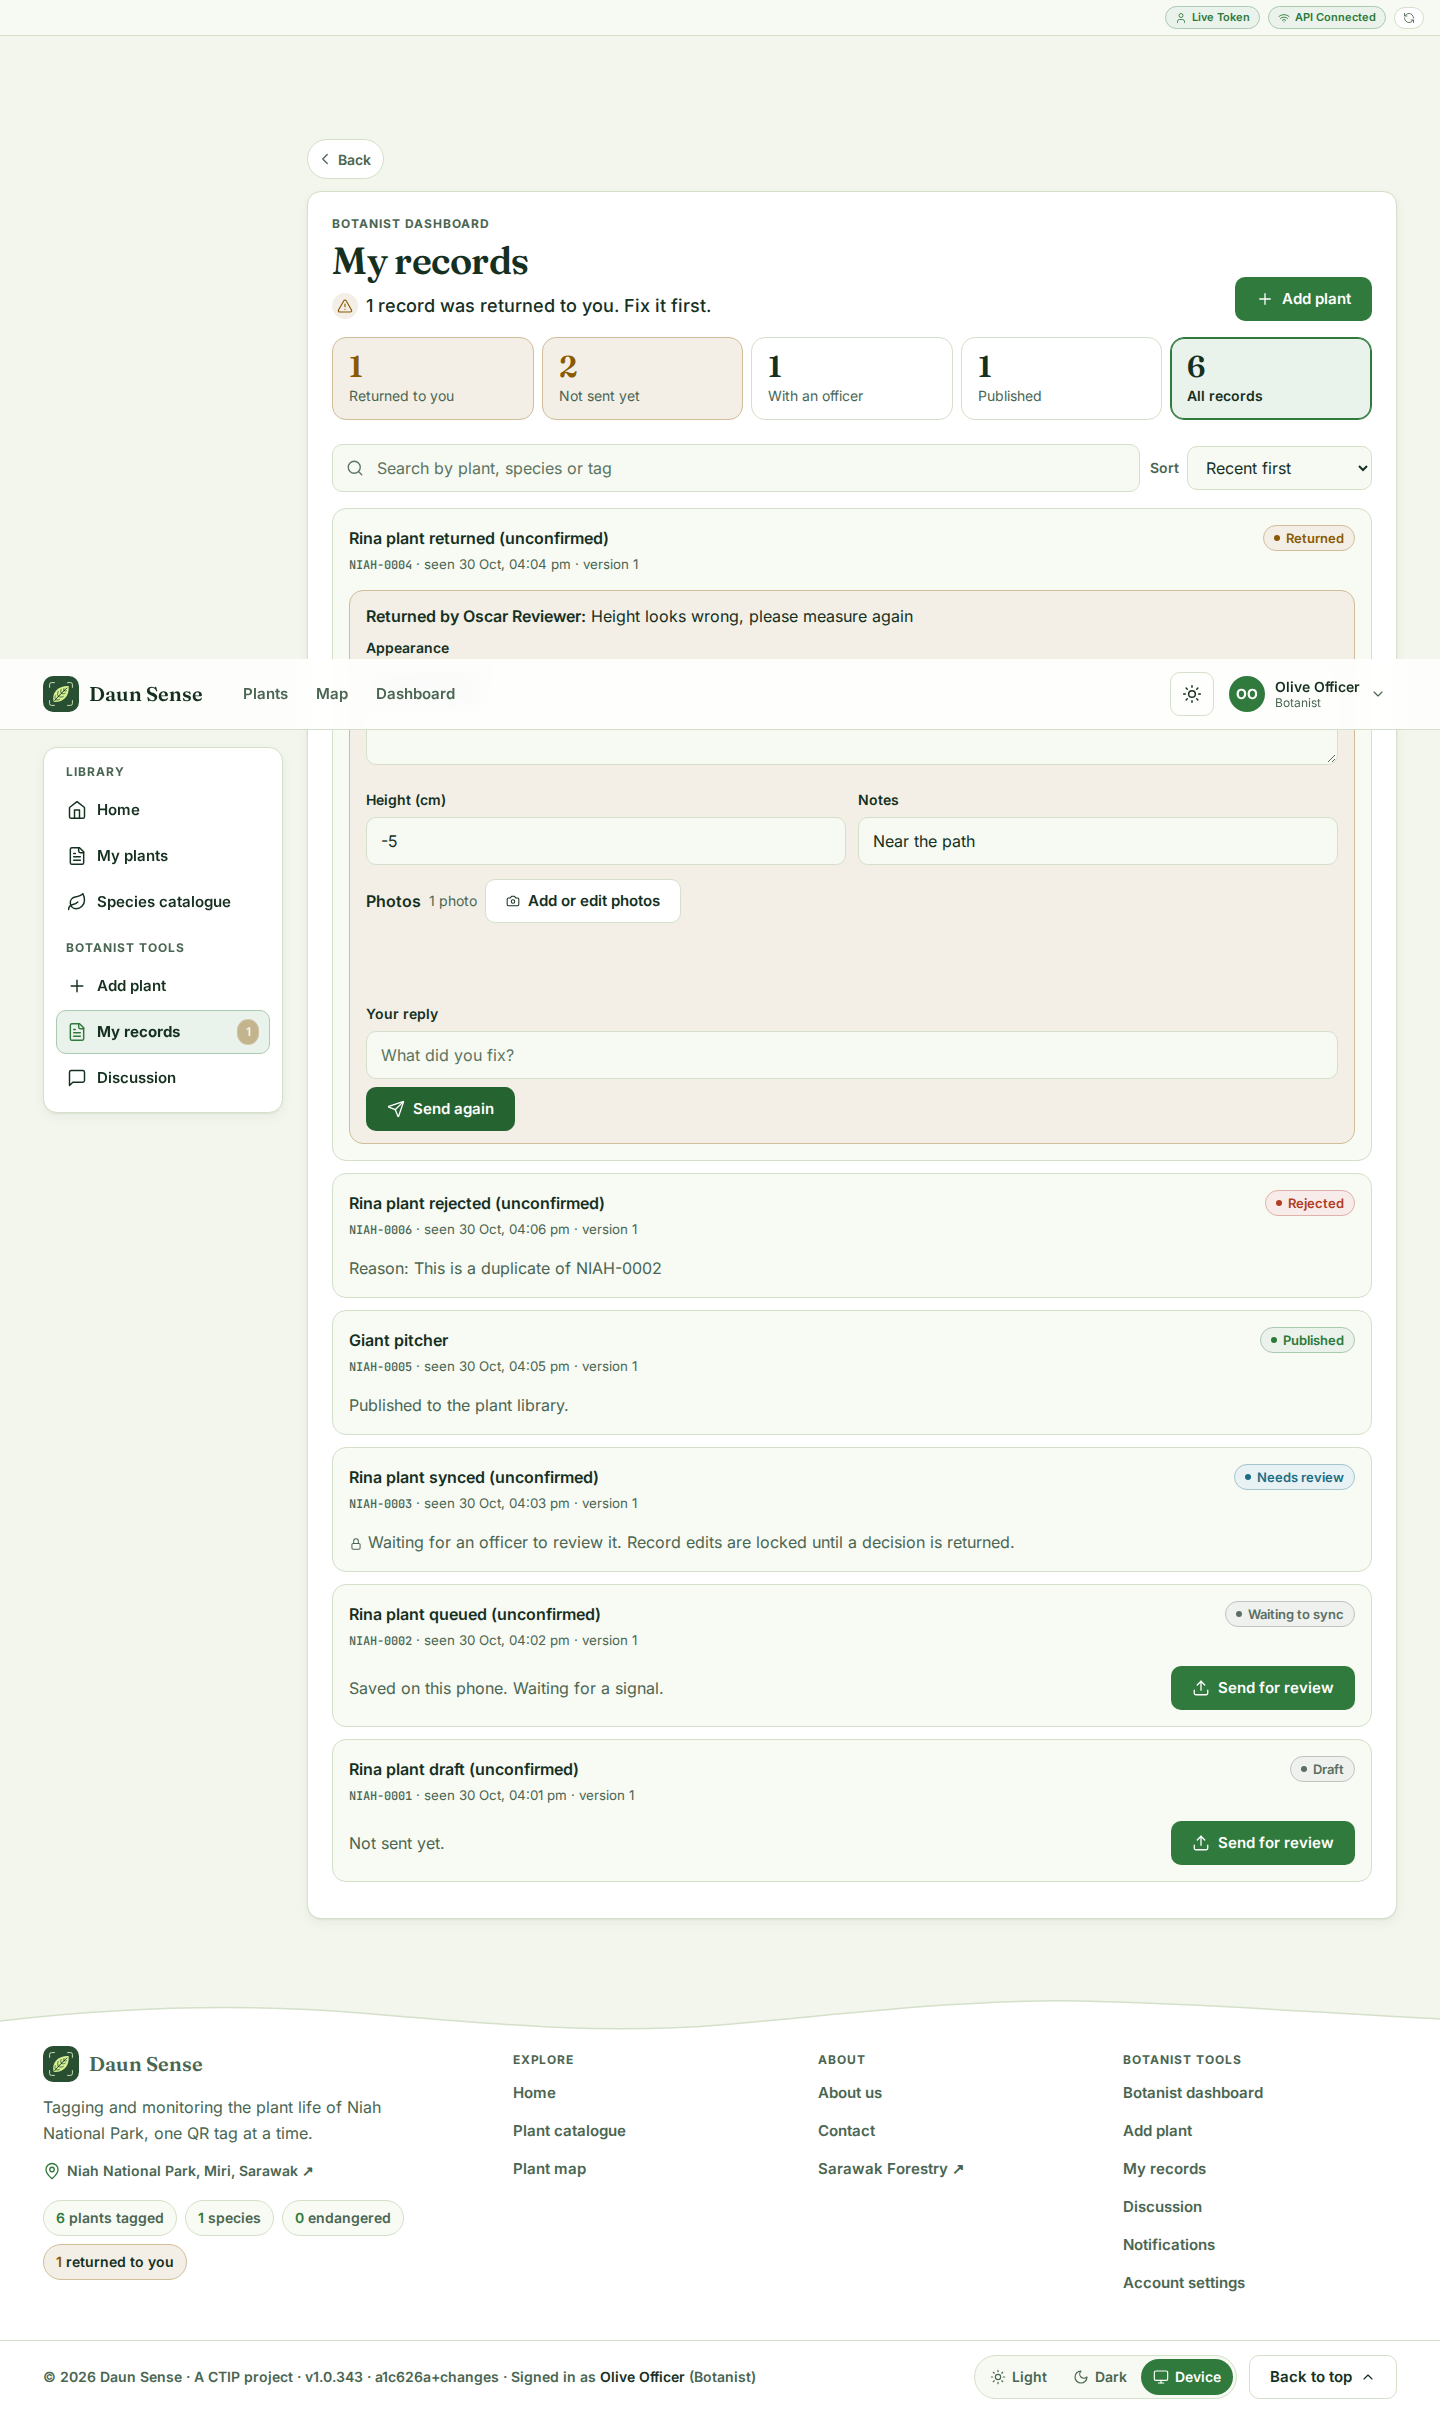 Live Token
API Connected
Back
BOTANIST DASHBOARD
My records
1 record was returned to you. Fix it first.
Add plant
1
Returned to you
2
Not sent yet
1
With an officer
1
Published
6
All records
Search by plant, species or tag
Sort
Recent first
Rina plant returned (unconfirmed)
Returned
NIAH-0004 · seen 30 Oct, 04:04 pm · version 1
Returned by Oscar Reviewer: Height looks wrong, please measure again
Appearance
Daun Sense
Plants
Map
Dashboard
OO
Olive Officer
Botanist
LIBRARY
Home
My plants
Species catalogue
BOTANIST TOOLS
Add plant
My records
1
Discussion
Height (cm)
Notes
-5
Near the path
Photos 1 photo
Add or edit photos
Your reply
What did you fix?
Send again
Rina plant rejected (unconfirmed)
Rejected
NIAH-0006 · seen 30 Oct, 04:06 pm · version 1
Reason: This is a duplicate of NIAH-0002
Giant pitcher
Published
NIAH-0005 · seen 30 Oct, 04:05 pm · version 1
Published to the plant library.
Rina plant synced (unconfirmed)
Needs review
NIAH-0003 · seen 30 Oct, 04:03 pm · version 1
Waiting for an officer to review it. Record edits are locked until a decision is returned.
Rina plant queued (unconfirmed)
Waiting to sync
NIAH-0002 · seen 30 Oct, 04:02 pm · version 1
Saved on this phone. Waiting for a signal.
Send for review
Rina plant draft (unconfirmed)
Draft
NIAH-0001 · seen 30 Oct, 04:01 pm · version 1
Not sent yet.
Send for review
Daun Sense
Tagging and monitoring the plant life of Niah
National Park, one QR tag at a time.
Niah National Park, Miri, Sarawak ↗
6 plants tagged
1 species
0 endangered
1 returned to you
EXPLORE
Home
Plant catalogue
Plant map
ABOUT
About us
Contact
Sarawak Forestry ↗
BOTANIST TOOLS
Botanist dashboard
Add plant
My records
Discussion
Notifications
Account settings
© 2026 Daun Sense · A CTIP project · v1.0.343 · a1c626a+changes · Signed in as Olive Officer (Botanist)
Light
Dark
Device
Back to top